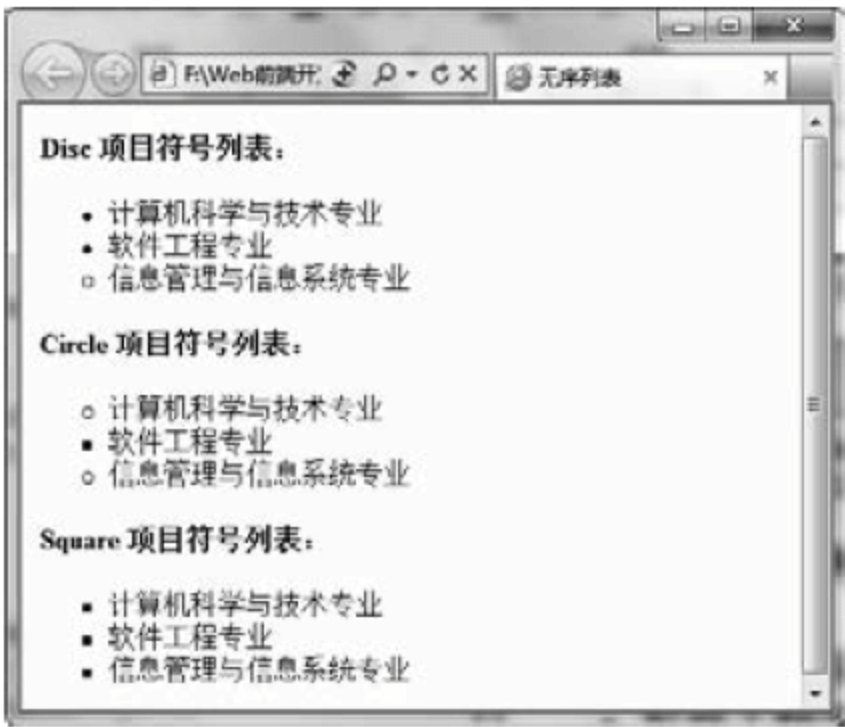 F:\Web前端开
无序列表
Disc 项目符号列表：
计算机科学与技术专业
软件工程专业
信息管理与信息系统专业
Circle 项目符号列表：
计算机科学与技术专业
软件工程专业
信息管理与信息系统专业
Square 项目符号列表：
计算机科学与技术专业
软件工程专业
信息管理与信息系统专业